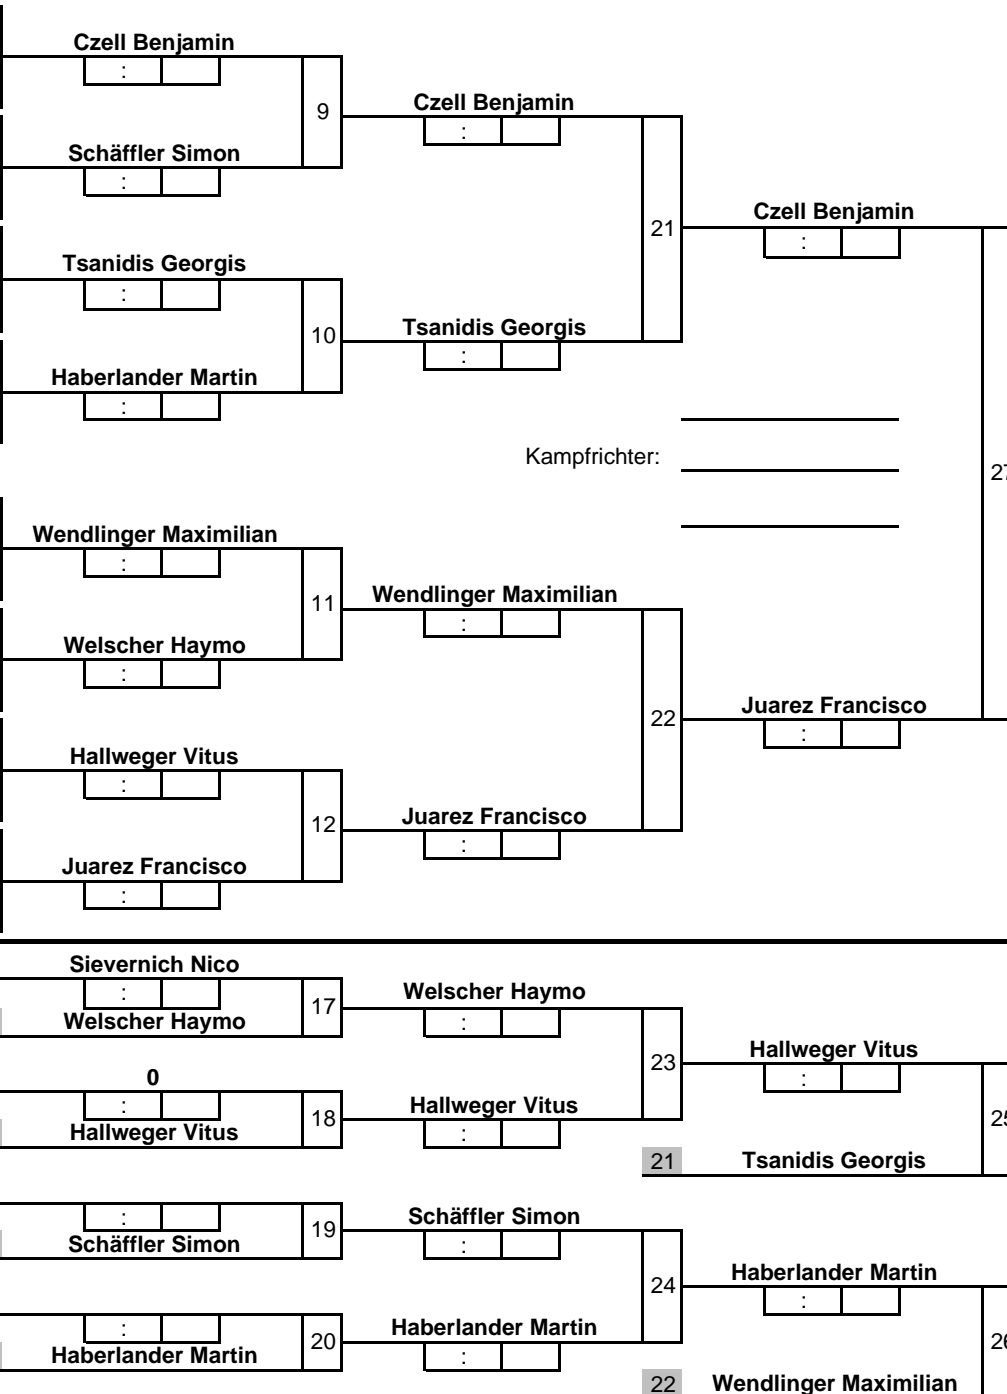 Czell Benjamin
:
9
Czell Benjamin
:
Schäffler Simon
:
21
Czell Benjamin
:
Tsanidis Georgis
:
10
Tsanidis Georgis
:
Haberlander Martin
:
Kampfrichter:
27
Wendlinger Maximilian
:
11
Wendlinger Maximilian
:
Welscher Haymo
:
22
Juarez Francisco
:
Hallweger Vitus
:
12
Juarez Francisco
:
Juarez Francisco
:
Sievernich Nico
:
17
Welscher Haymo
Welscher Haymo
:
23
Hallweger Vitus
:
0
:
18
Hallweger Vitus
Hallweger Vitus
:
25
21 Tsanidis Georgis
:
19
Schäffler Simon
Schäffler Simon
:
24
Haberlander Martin
:
:
20
Haberlander Martin
Haberlander Martin
:
26
22 Wendlinger Maximilian